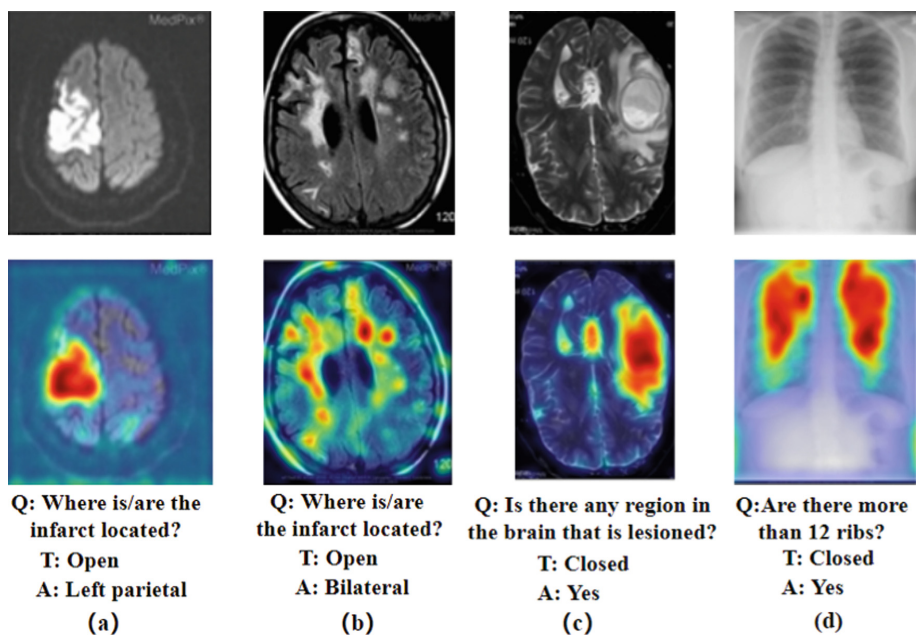 MedPix®
120
120
MedPix®
120
120
Q: Where is/are the
infarct located?
T: Open
A: Left parietal
(a)
Q: Where is/are
the infarct located?
T: Open
A: Bilateral
(b)
Q: Is there any region in
the brain that is lesioned?
T: Closed
A: Yes
(c)
Q:Are there more
than 12 ribs?
T: Closed
A: Yes
(d)